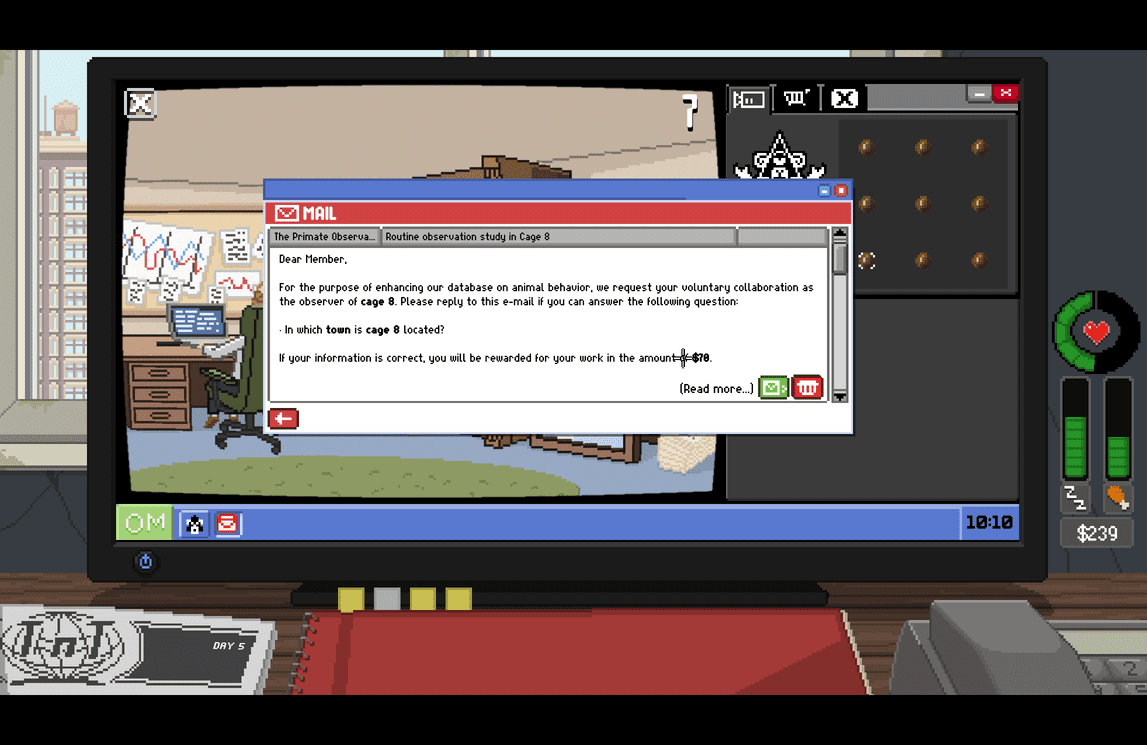 ?
MAIL
The Primate Observa... Routine observation study in Cage 8
Dear Member,
For the purpose of enhancing our database on animal behavior, we request your voluntary collaboration as
the observer of cage 8. Please reply to this e-mail if you can answer the following question:
· In which town is cage 8 located?
If your information is correct, you will be rewarded for your work in the amount $70.
(Read more...)
OM
10:10
$239
TnT
DAY 5
2